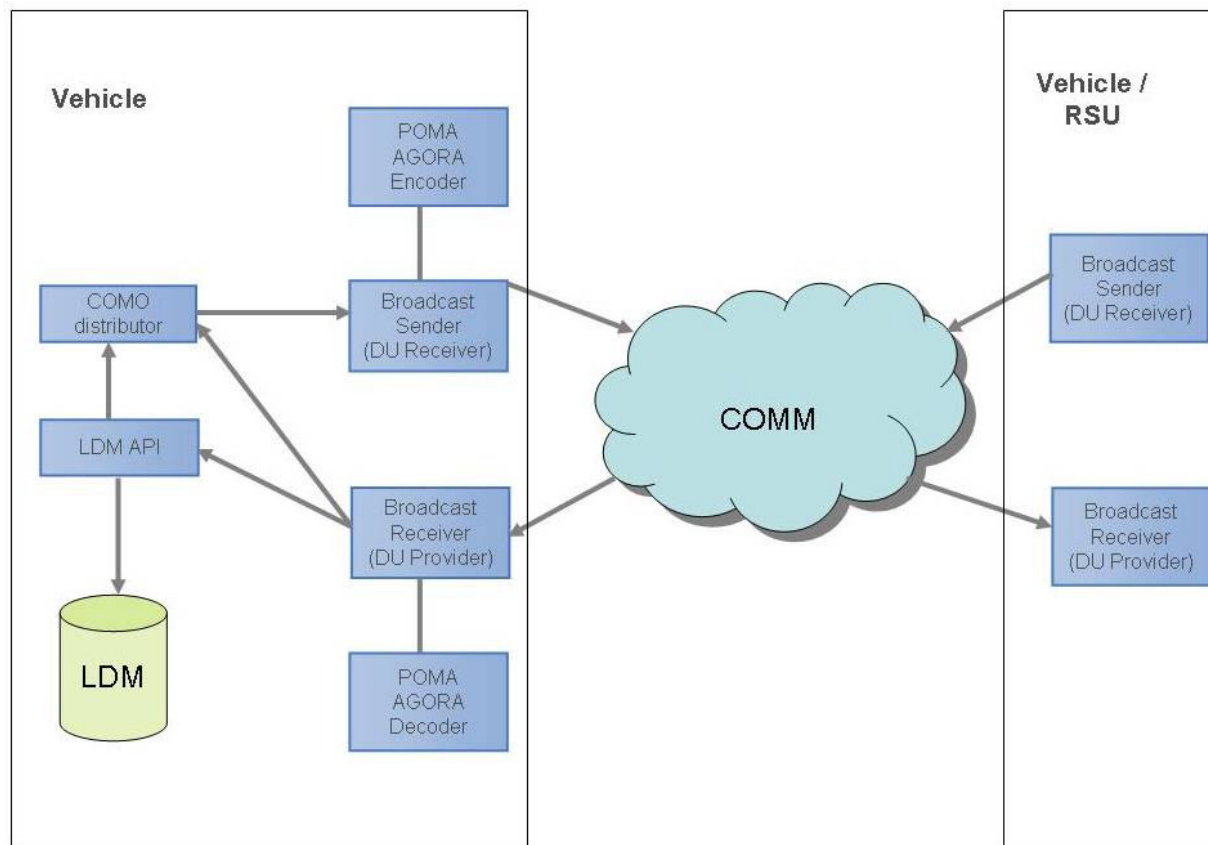 Vehicle
POMA
AGORA
Encoder
COMO
distributor
Broadcast
Sender
(DU Receiver)
LDM API
Broadcast
Receiver
(DU Provider)
LDM
POMA
AGORA
Decoder
COMM
Vehicle /
RSU
Broadcast
Sender
(DU Receiver)
Broadcast
Receiver
(DU Provider)